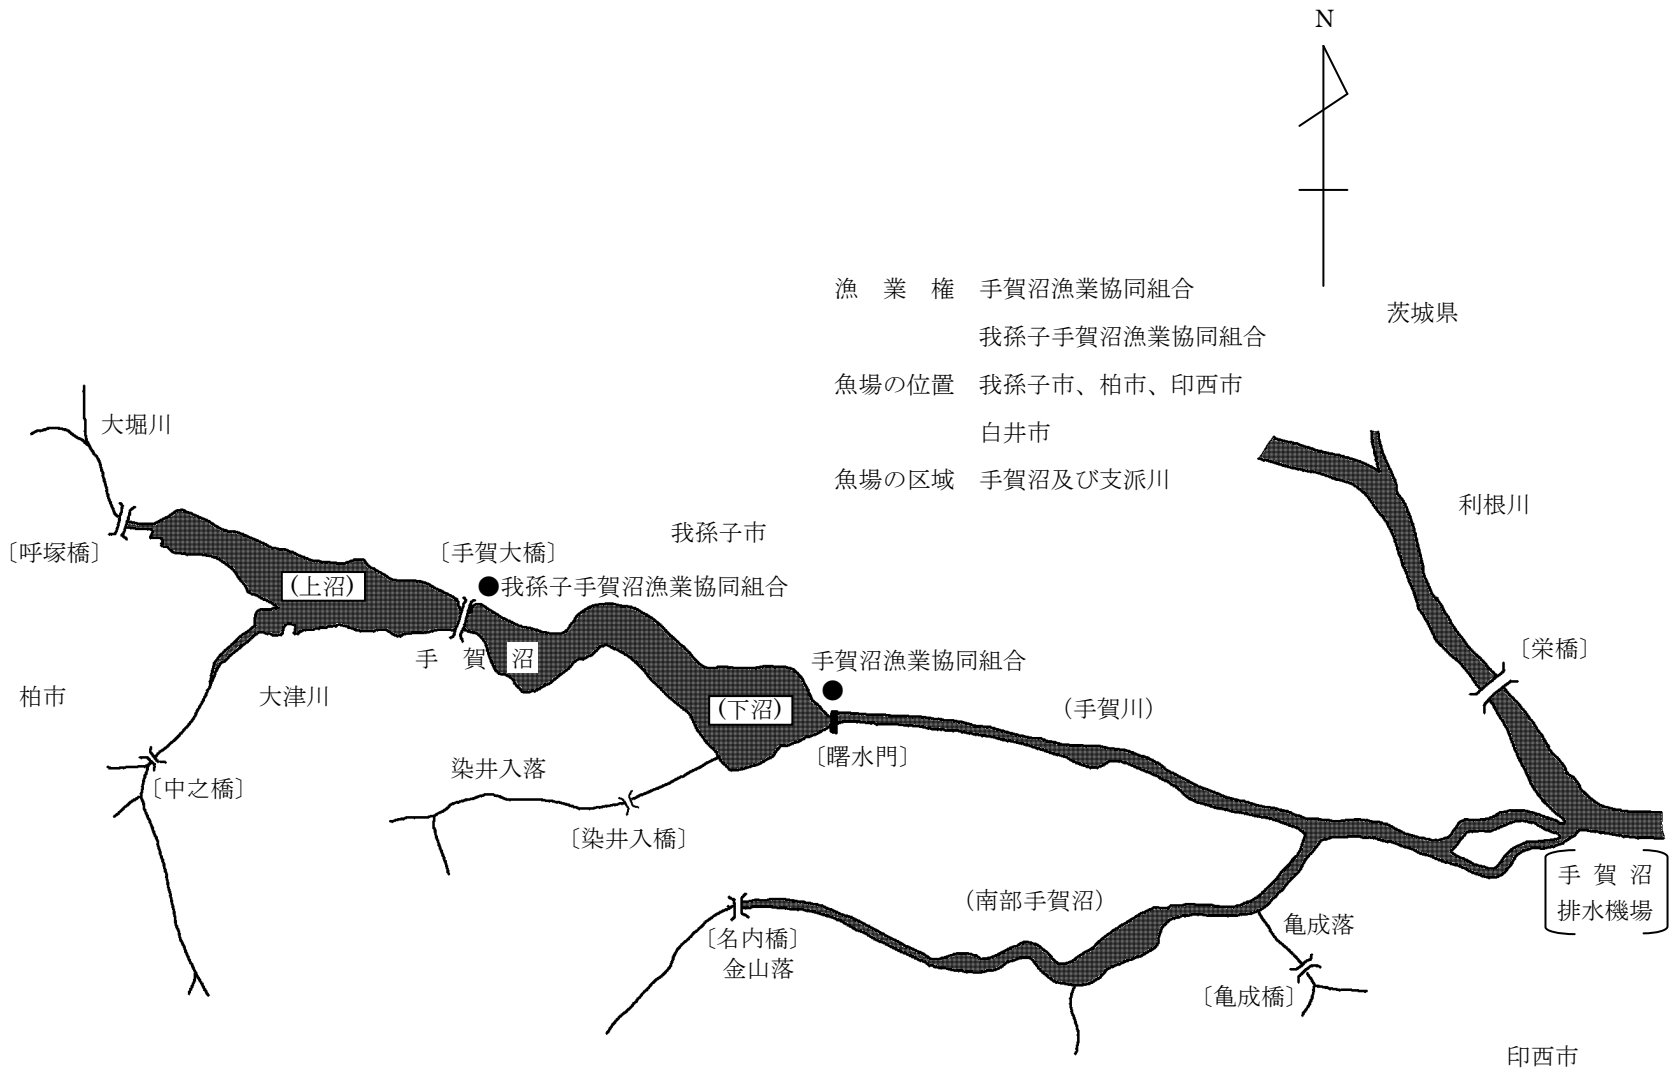 N
漁　業　権　手賀沼漁業協同組合
我孫子手賀沼漁業協同組合
魚場の位置　我孫子市、柏市、印西市
白井市
魚場の区域　手賀沼及び支派川
茨城県
大堀川
利根川
〔呼塚橋〕
〔手賀大橋〕
我孫子市
(上沼)
我孫子手賀沼漁業協同組合
手　賀　沼
手賀沼漁業協同組合
〔栄橋〕
柏市
大津川
(下沼)
（手賀川）
〔曙水門〕
染井入落
〔中之橋〕
〔染井入橋〕
手 賀 沼
排水機場
（南部手賀沼）
亀成落
〔名内橋〕
金山落
〔亀成橋〕
印西市